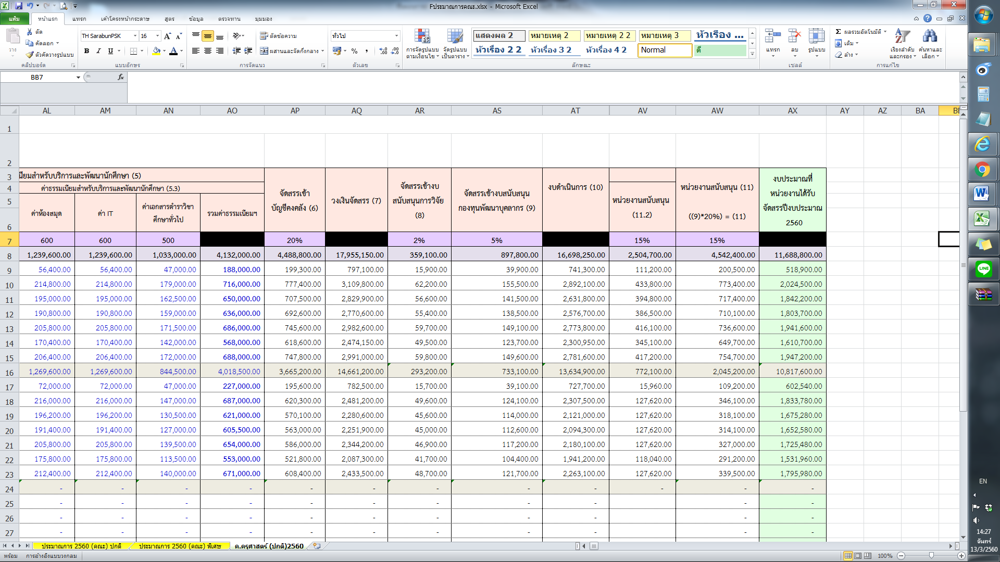 Fประมาณการคณะ.xlsx - Microsoft Excel
แฟ้ม หน้าแรก แทรก เค้าโครงหน้ากระดาษ สูตร ข้อมูล ตรวจทาน มุมมอง
วาง ตัด คัดลอก ตัวคัดวางรูปแบบ คลิปบอร์ด
TH SarabunPSK 16 B I U แบบอักษร
ตัดข้อความ ผสานและจัดกึ่งกลาง การจัดแนว
ทั่วไป % , ตัวเลข
การจัดรูปแบบตามเงื่อนไข จัดรูปแบบเป็นตาราง
แสดงผล 2 หมายเหตุ 2 หมายเหตุ 2 2 หมายเหตุ 3 หัวเรื่อง ...
หัวเรื่อง 2 2 หัวเรื่อง 3 2 หัวเรื่อง 4 2 Normal ดี
ลักษณะ
แทรก ลบ รูปแบบ เซลล์
ผลรวมอัตโนมัติ เติม ล้าง เรียงลำดับและกรอง ค้นหาและเลือก การแก้ไข
BB7 fx
AL AM AN AO AP AQ AR AS AT AV AW AX AY AZ BA
1
2
3 นียมสำหรับบริการและพัฒนานักศึกษา (5)
4 ค่าธรรมเนียมสำหรับบริการและพัฒนานักศึกษา (5.3)
5
6
ค่าห้องสมุด
ค่า IT
ค่าเอกสารตำราวิชา
ศึกษาทั่วไป
รวมค่าธรรมเนียมฯ
จัดสรรเข้า
บัญชีคงคลัง (6)
วงเงินจัดสรร (7)
จัดสรรเข้างบ
สนับสนุนการวิจัย
(8)
จัดสรรเข้างบสนับสนุน
กองทุนพัฒนาบุคลากร (9)
งบดำเนินการ (10)
หน่วยงานสนับสนุน
(11.2)
หน่วยงานสนับสนุน (11)
((9)*20%) = (11)
งบประมาณที่
หน่วยงานได้รับ
จัดสรรปีงบประมาณ
2560
7 600 600 500 20% 2% 5% 15% 15%
8 1,239,600.00 1,239,600.00 1,033,000.00 4,132,000.00 4,488,800.00 17,955,150.00 359,100.00 897,800.00 16,698,250.00 2,504,700.00 4,542,400.00 11,688,800.00
9 56,400.00 56,400.00 47,000.00 188,000.00 199,300.00 797,100.00 15,900.00 39,900.00 741,300.00 111,200.00 200,500.00 518,900.00
10 214,800.00 214,800.00 179,000.00 716,000.00 777,400.00 3,109,800.00 62,200.00 155,500.00 2,892,100.00 433,800.00 773,400.00 2,024,500.00
11 195,000.00 195,000.00 162,500.00 650,000.00 707,500.00 2,829,900.00 56,600.00 141,500.00 2,631,800.00 394,800.00 717,400.00 1,842,200.00
12 190,800.00 190,800.00 159,000.00 636,000.00 692,600.00 2,770,600.00 55,400.00 138,500.00 2,576,700.00 386,500.00 710,100.00 1,803,700.00
13 205,800.00 205,800.00 171,500.00 686,000.00 745,600.00 2,982,600.00 59,700.00 149,100.00 2,773,800.00 416,100.00 736,600.00 1,941,600.00
14 170,400.00 170,400.00 142,000.00 568,000.00 618,600.00 2,474,150.00 49,500.00 123,700.00 2,300,950.00 345,100.00 649,700.00 1,610,700.00
15 206,400.00 206,400.00 172,000.00 688,000.00 747,800.00 2,991,000.00 59,800.00 149,600.00 2,781,600.00 417,200.00 754,700.00 1,947,200.00
16 1,269,600.00 1,269,600.00 844,500.00 4,018,500.00 3,665,200.00 14,661,200.00 293,200.00 733,100.00 13,634,900.00 772,100.00 2,045,200.00 10,817,600.00
17 72,000.00 72,000.00 47,000.00 227,000.00 195,600.00 782,500.00 15,700.00 39,100.00 727,700.00 15,960.00 109,200.00 602,540.00
18 216,000.00 216,000.00 147,000.00 687,000.00 620,300.00 2,481,200.00 49,600.00 124,100.00 2,307,500.00 127,620.00 346,100.00 1,833,780.00
19 196,200.00 196,200.00 130,500.00 621,000.00 570,100.00 2,280,600.00 45,600.00 114,000.00 2,121,000.00 127,620.00 318,100.00 1,675,280.00
20 191,400.00 191,400.00 127,000.00 605,500.00 563,000.00 2,251,900.00 45,000.00 112,600.00 2,094,300.00 127,620.00 314,100.00 1,652,580.00
21 205,800.00 205,800.00 139,500.00 654,000.00 586,000.00 2,344,200.00 46,900.00 117,200.00 2,180,100.00 127,620.00 327,000.00 1,725,480.00
22 175,800.00 175,800.00 113,500.00 553,000.00 521,800.00 2,087,300.00 41,700.00 104,400.00 1,941,200.00 118,040.00 291,200.00 1,531,960.00
23 212,400.00 212,400.00 140,000.00 671,000.00 608,400.00 2,433,500.00 48,700.00 121,700.00 2,263,100.00 127,620.00 339,500.00 1,795,980.00
24 - - - - - - - - - - - -
25 - - - - - - - - - - -
26 - - - - - - - - - - -
27 - - - - - - - - - - -
ประมาณการ 2560 (คณะ) ปกติ ประมาณการ 2560 (คณะ) พิเศษ ค.ครุศาสตร์ (ปกติ)2560
พร้อม การอ้างอิงแบบวงกลม 100%
LINE
EN
14:27
จันทร์
13/3/2560